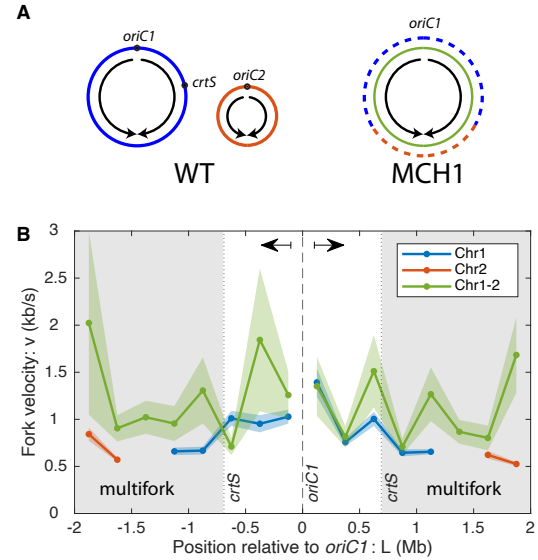 A
oriC1
crtS
oriC2
WT
oriC1
MCH1
B
Fork velocity: v (kb/s)
3
2.5
2
1.5
1
0.5
0
Chr1
Chr2
Chr1-2
multifork
crtS
oriC1
crtS
multifork
-2 -1.5 -1 -0.5 0 0.5 1 1.5 2
Position relative to oriC1: L (Mb)